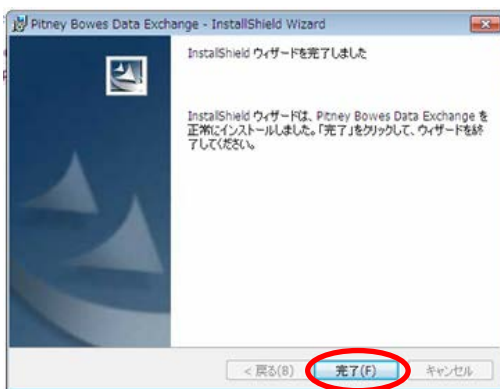 Pitney Bowes Data Exchange - InstallShield Wizard
InstallShield ウィザードを完了しました
InstallShield ウィザードは、Pitney Bowes Data Exchange を
正常にインストールしました。「完了」をクリックして、ウィザードを終
了してください。
< 戻る(B) 完了(F) キャンセル